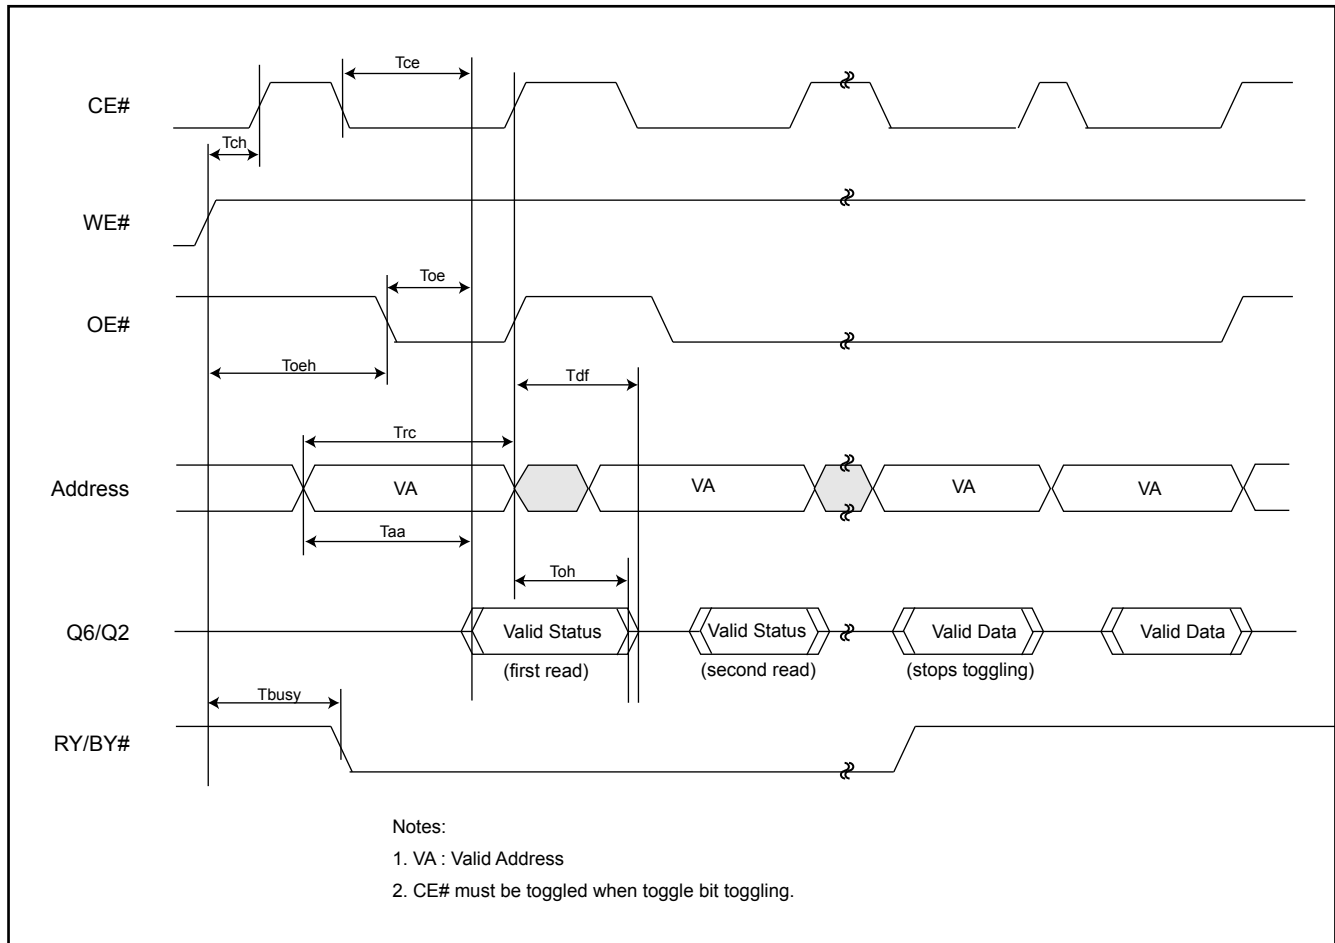 Tce
CE#
Tch
WE#
Toe
OE#
Toeh
Tdf
Trc
Address
VA
VA
VA
VA
Taa
Toh
Q6/Q2
Valid Status
Valid Status
Valid Data
Valid Data
(first read)
(second read)
(stops toggling)
Tbusy
RY/BY#
Notes:
1. VA : Valid Address
2. CE# must be toggled when toggle bit toggling.